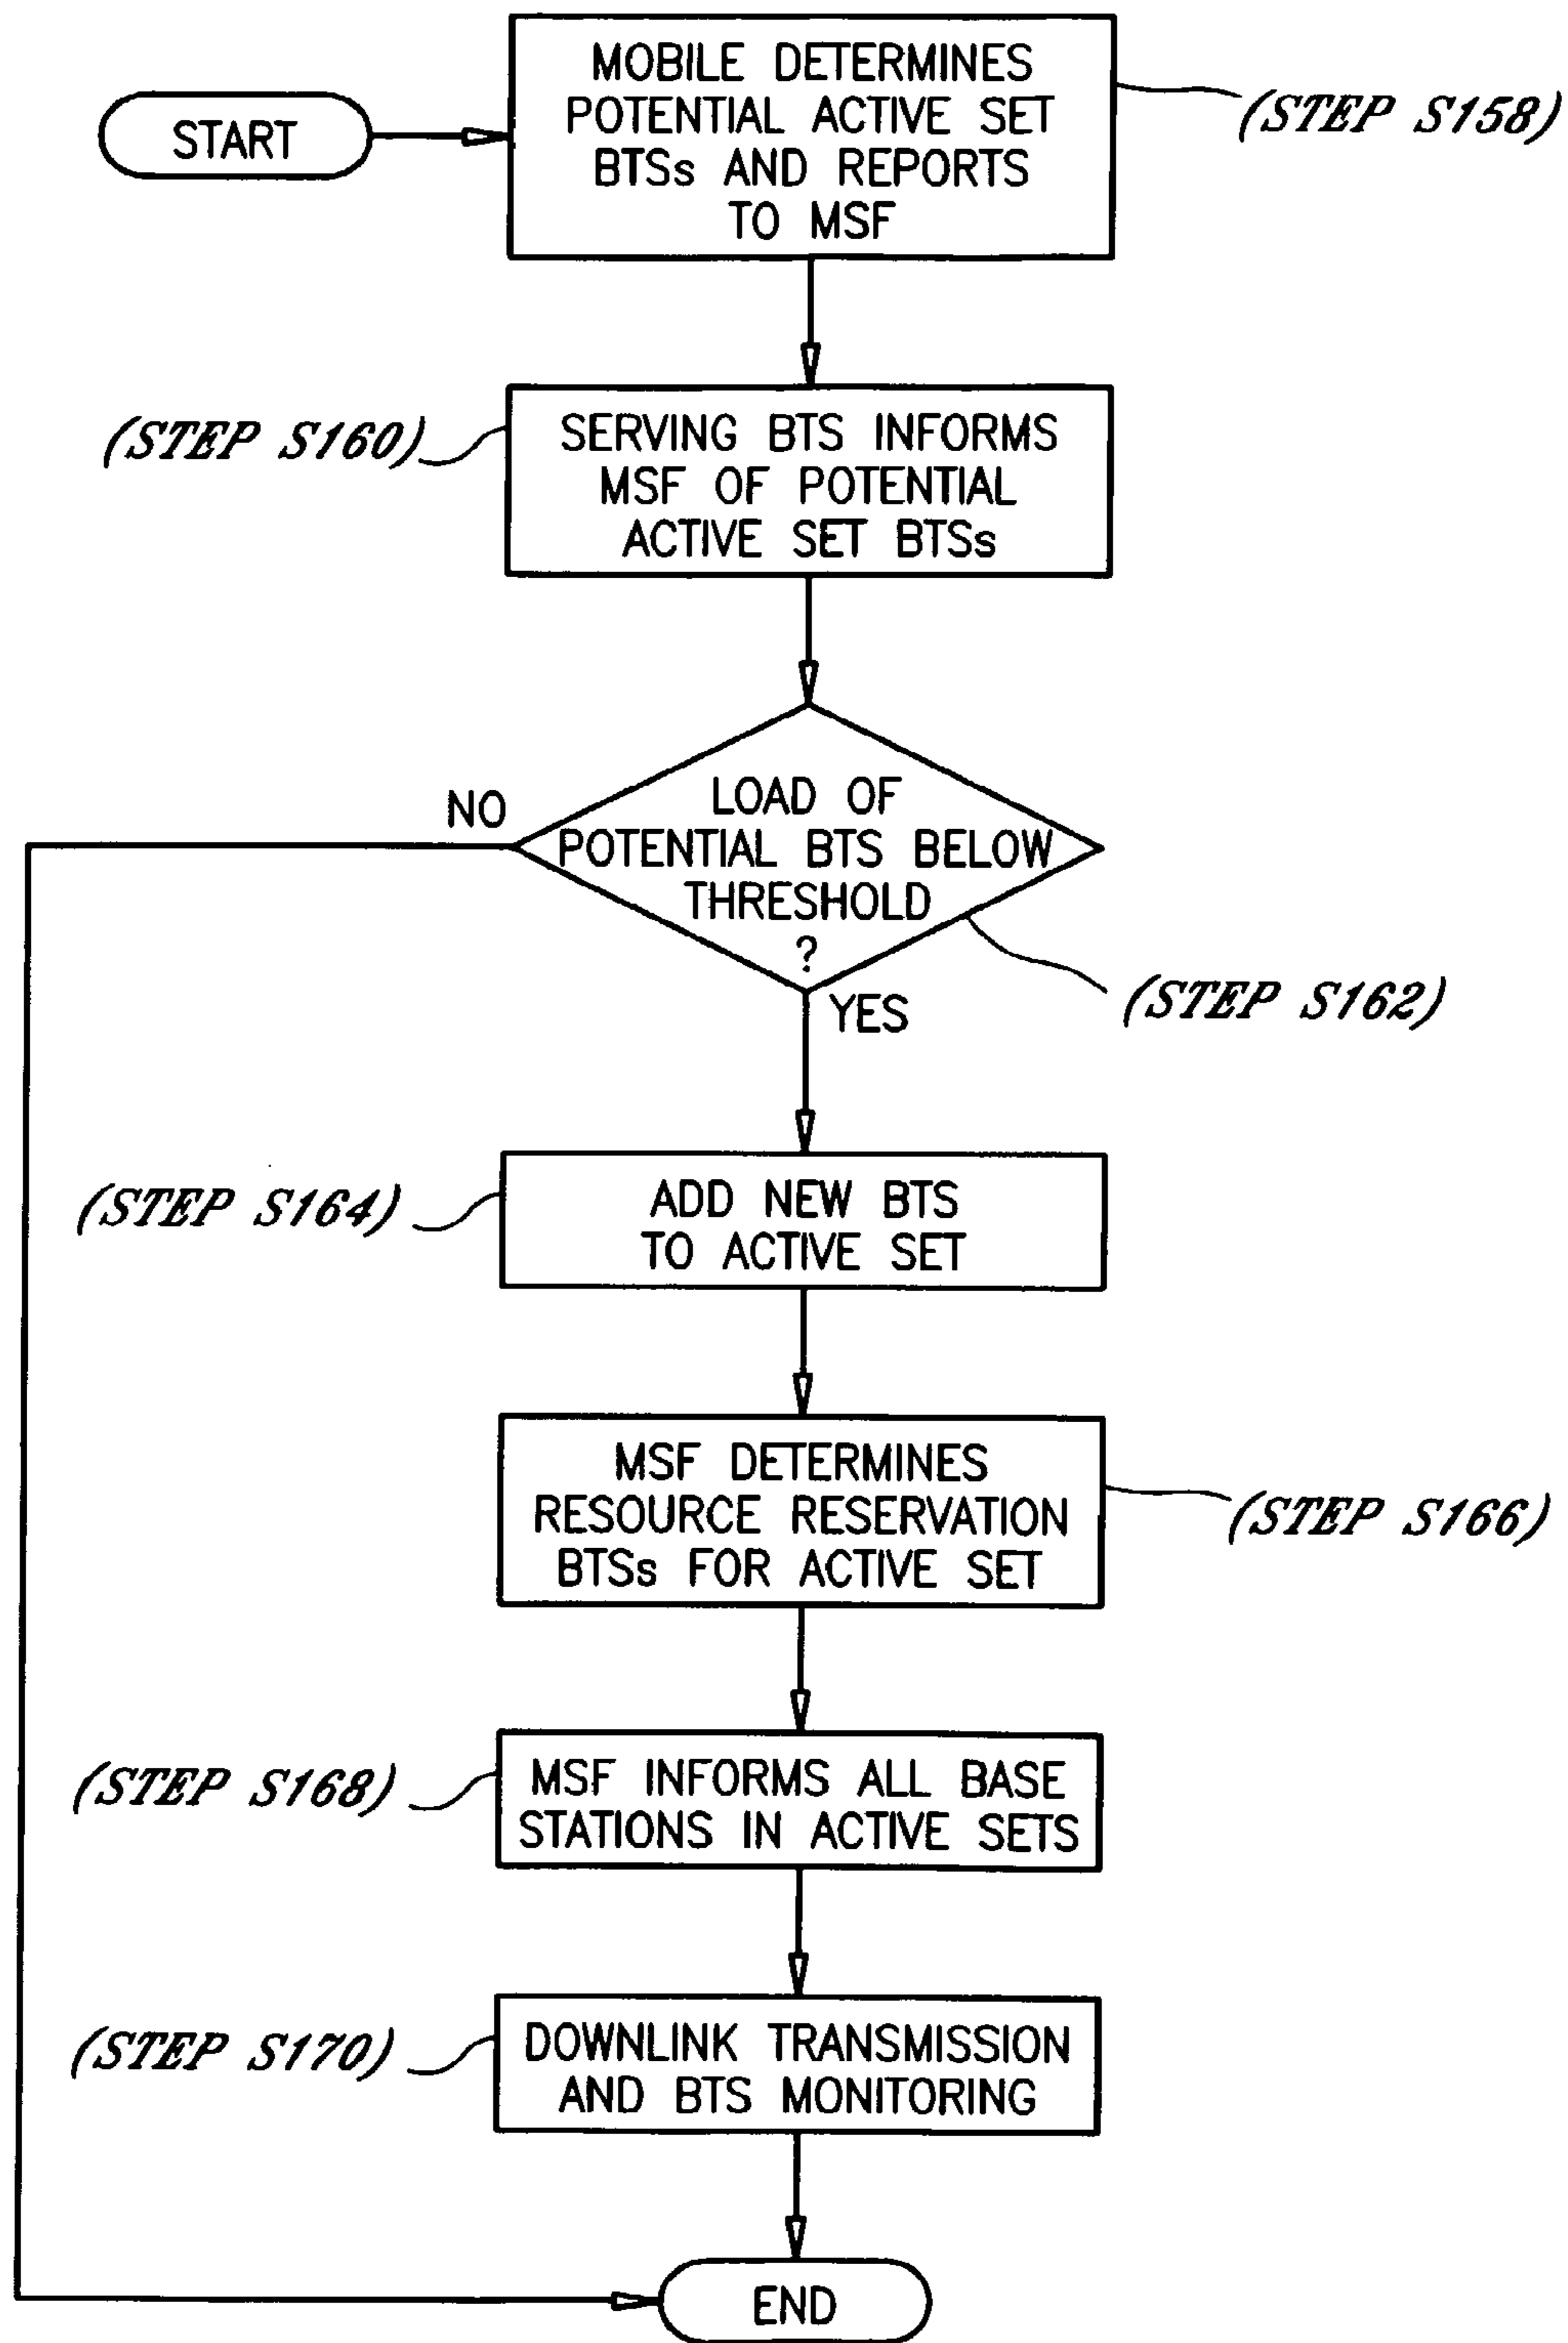 START
MOBILE DETERMINES
POTENTIAL ACTIVE SET
BTSs AND REPORTS
TO MSF
(STEP S158)
(STEP S160)
SERVING BTS INFORMS
MSF OF POTENTIAL
ACTIVE SET BTSs
NO
LOAD OF
POTENTIAL BTS BELOW
THRESHOLD
?
YES
(STEP S162)
(STEP S164)
ADD NEW BTS
TO ACTIVE SET
MSF DETERMINES
RESOURCE RESERVATION
BTSs FOR ACTIVE SET
(STEP S166)
(STEP S168)
MSF INFORMS ALL BASE
STATIONS IN ACTIVE SETS
(STEP S170)
DOWNLINK TRANSMISSION
AND BTS MONITORING
END